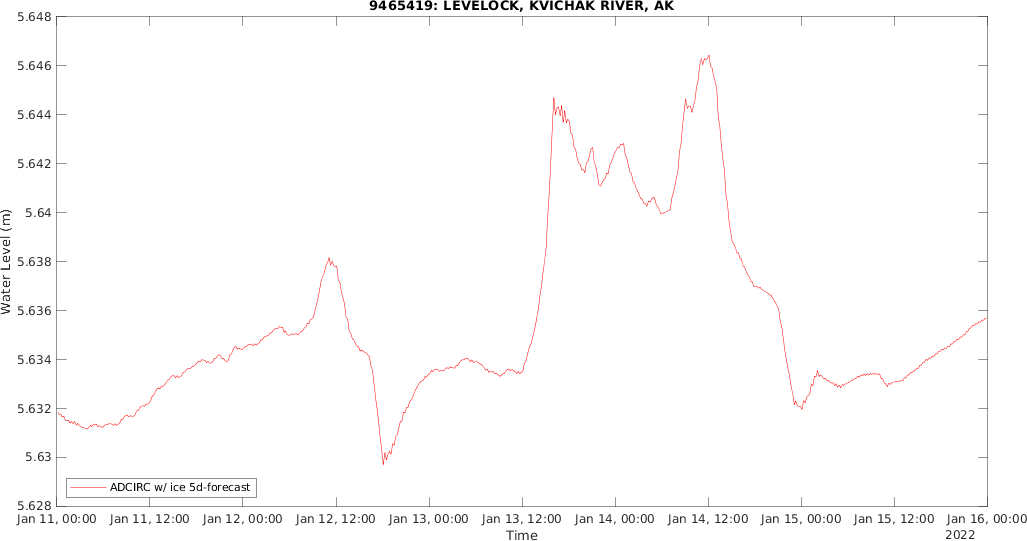 9465419: LEVELOCK, KVICHAK RIVER, AK
5.648
5.646
5.644
5.642
5.64
5.638
5.636
5.634
5.632
5.63
5.628
Water Level (m)
ADCIRC w/ ice 5d-forecast
Jan 11, 00:00 Jan 11, 12:00 Jan 12, 00:00 Jan 12, 12:00 Jan 13, 00:00 Jan 13, 12:00 Jan 14, 00:00 Jan 14, 12:00 Jan 15, 00:00 Jan 15, 12:00 Jan 16, 00:00
Time
2022